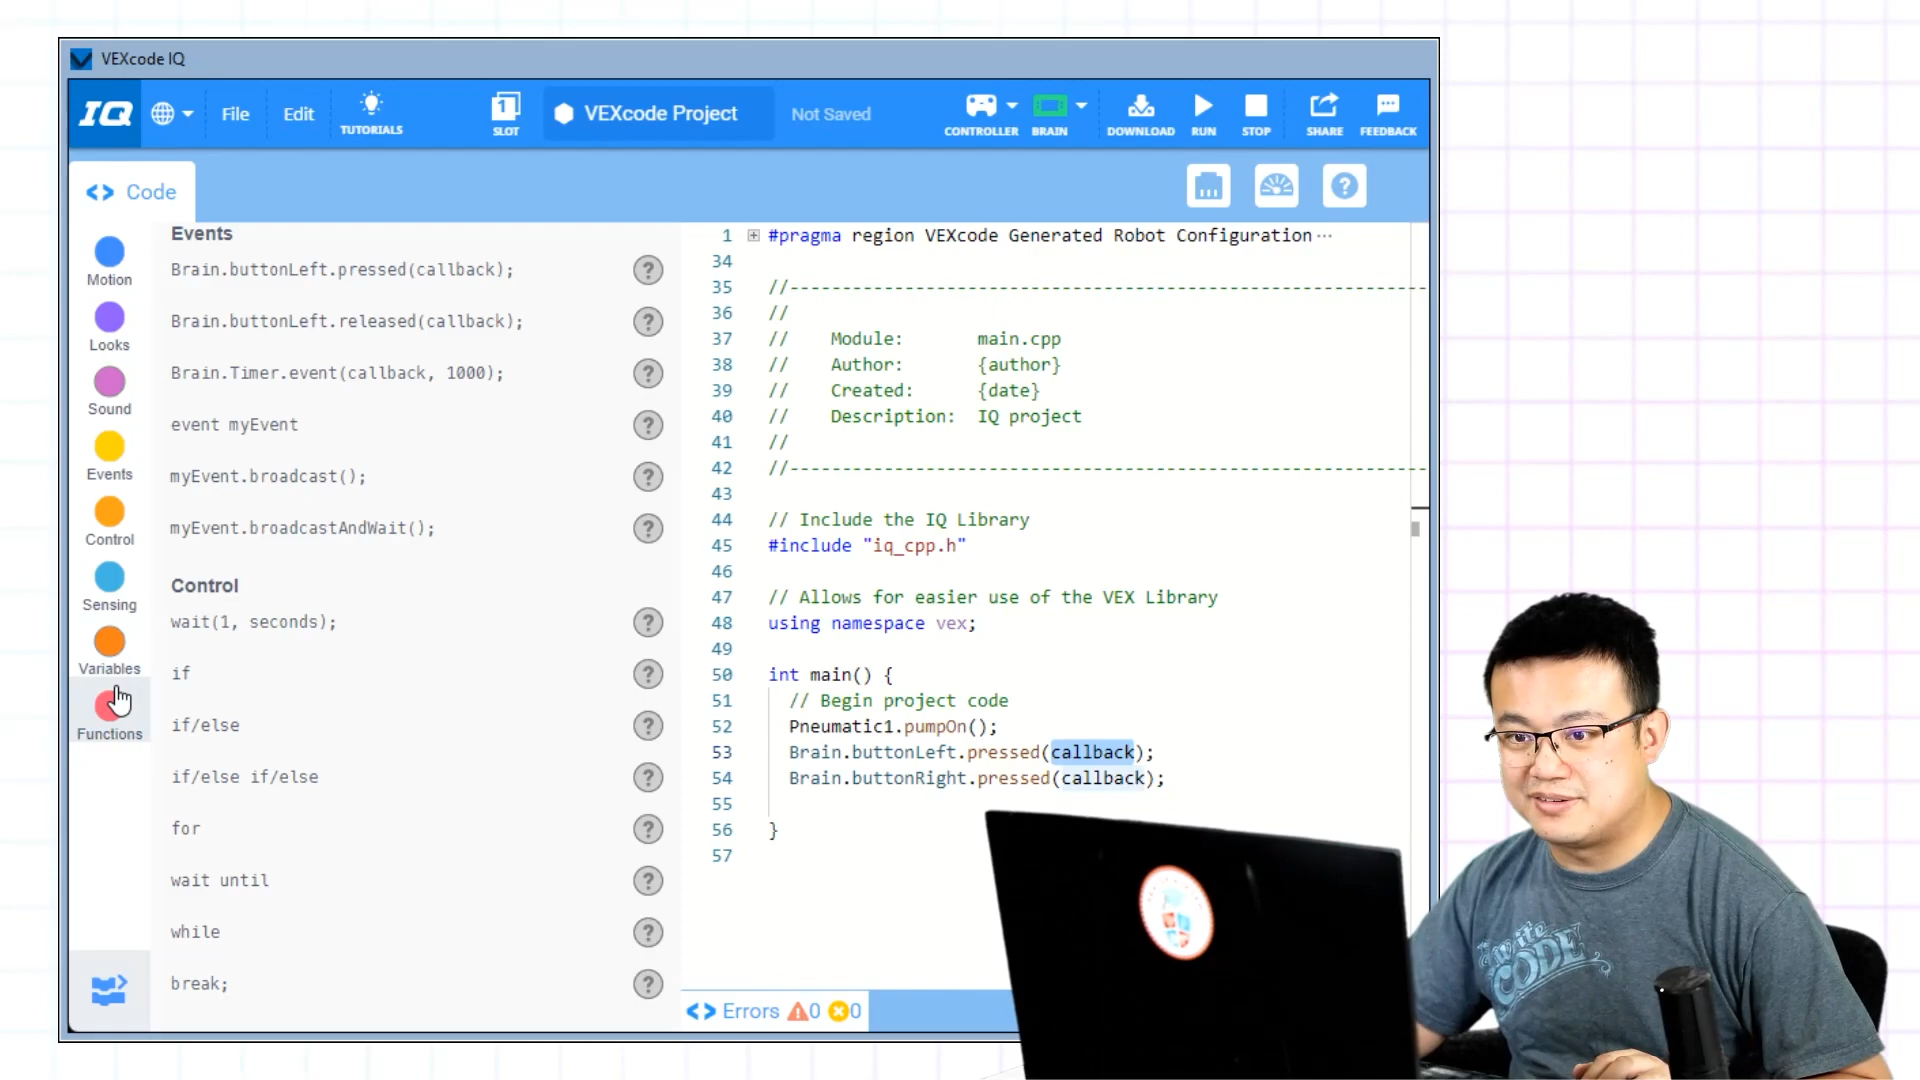 VEXcode IQ
IQ
File
Edit
TUTORIALS
1
SLOT
VEXcode Project
Not Saved
CONTROLLER
BRAIN
DOWNLOAD
RUN
STOP
SHARE
FEEDBACK
<> Code
?
Motion
Looks
Sound
Events
Control
Sensing
Variables
Functions
Events
Brain.buttonLeft.pressed(callback); ?
Brain.buttonLeft.released(callback); ?
Brain.Timer.event(callback, 1000); ?
event myEvent ?
myEvent.broadcast(); ?
myEvent.broadcastAndWait(); ?
Control
wait(1, seconds); ?
if ?
if/else ?
if/else if/else ?
for ?
wait until ?
while ?
break; ?
1 #pragma region VEXcode Generated Robot Configuration···
34
35 //--------------------------------------------------------------
36 //
37 // Module: main.cpp
38 // Author: {author}
39 // Created: {date}
40 // Description: IQ project
41 //
42 //--------------------------------------------------------------
43
44 // Include the IQ Library
45 #include "iq_cpp.h"
46
47 // Allows for easier use of the VEX Library
48 using namespace vex;
49
50 int main() {
51 // Begin project code
52 Pneumatic1.pumpOn();
53 Brain.buttonLeft.pressed(callback);
54 Brain.buttonRight.pressed(callback);
55
56 }
57
<> Errors 0 0
I write
CODE